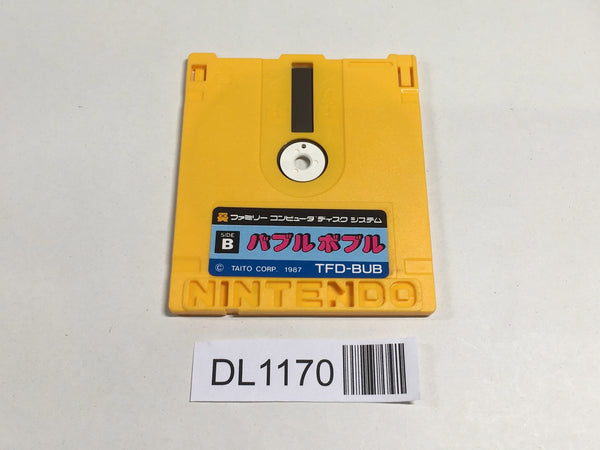 ファミリー コンピュータ ディスク システム
SIDE B バブル ボブル
© TAITO CORP. 1987 TFD-BUB
NINTENDO
DL1170